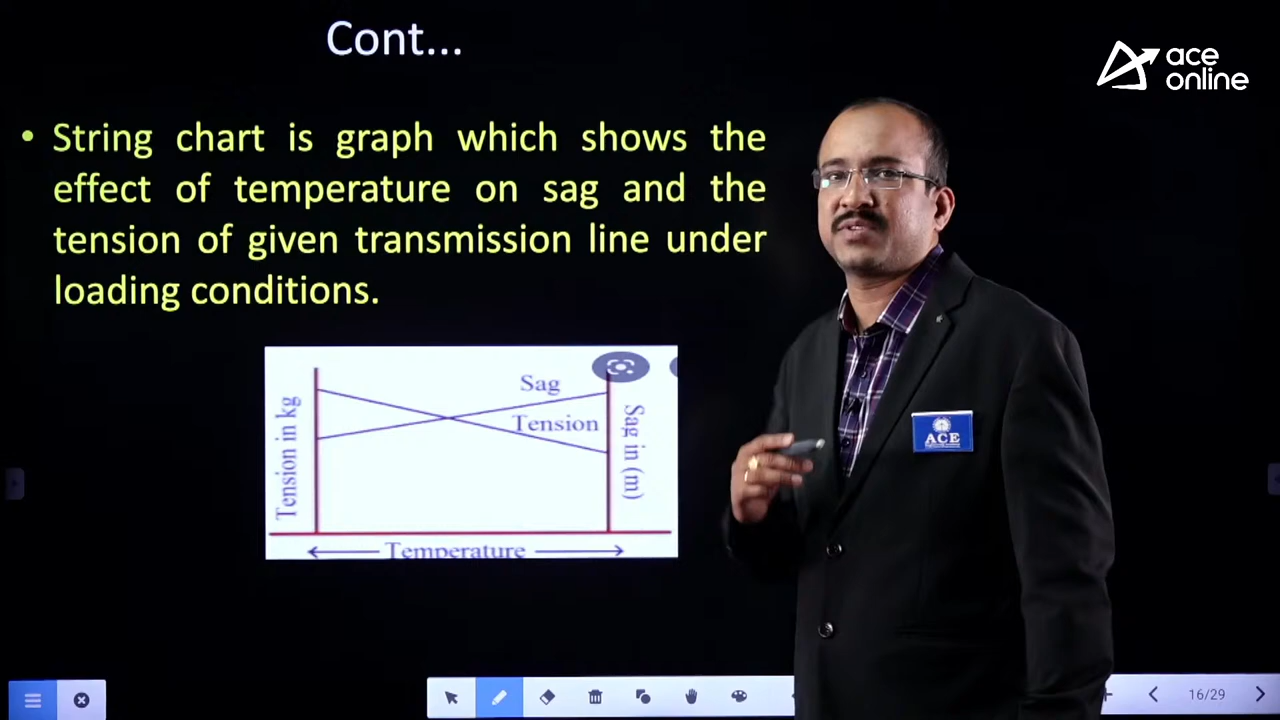 Cont...
ace
online
• String chart is graph which shows the
effect of temperature on sag and the
tension of given transmission line under
loading conditions.
Sag
Tension
Tension in kg
Sag in (m)
Temperature
ACE
16/29